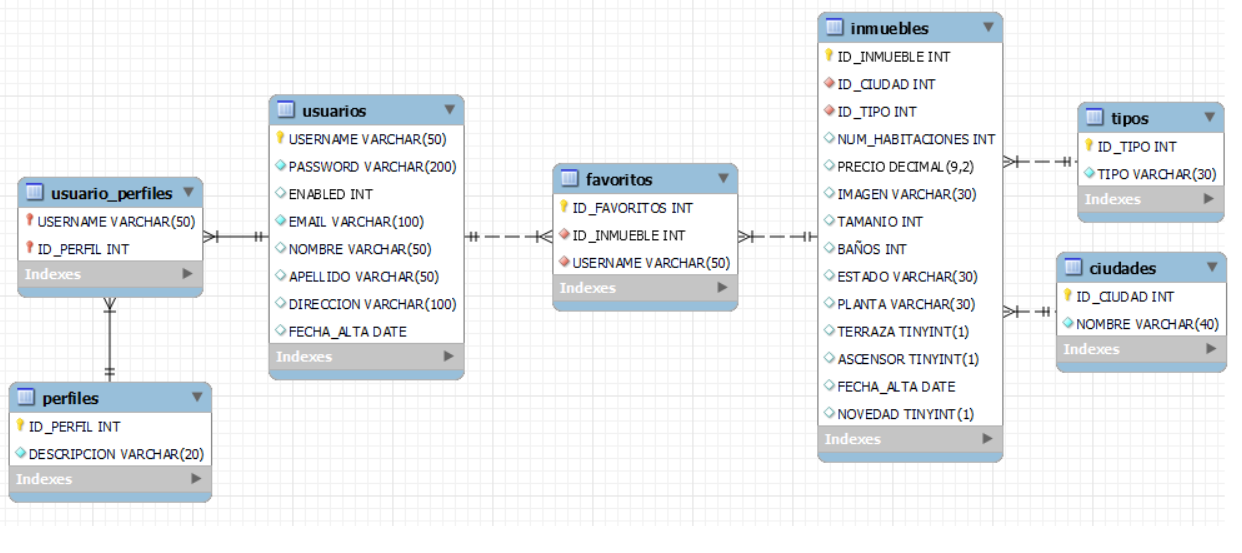 usuario_perfiles
USERNAME VARCHAR(50)
ID_PERFIL INT
Indexes
perfiles
ID_PERFIL INT
DESCRIPCION VARCHAR(20)
Indexes
usuarios
USERNAME VARCHAR(50)
PASSWORD VARCHAR(200)
ENABLED INT
EMAIL VARCHAR(100)
NOMBRE VARCHAR(50)
APELLIDO VARCHAR(50)
DIRECCION VARCHAR(100)
FECHA_ALTA DATE
Indexes
favoritos
ID_FAVORITOS INT
ID_INMUEBLE INT
USERNAME VARCHAR(50)
Indexes
inmuebles
ID_INMUEBLE INT
ID_CIUDAD INT
ID_TIPO INT
NUM_HABITACIONES INT
PRECIO DECIMAL(9,2)
IMAGEN VARCHAR(30)
TAMANIO INT
BAÑOS INT
ESTADO VARCHAR(30)
PLANTA VARCHAR(30)
TERRAZA TINYINT(1)
ASCENSOR TINYINT(1)
FECHA_ALTA DATE
NOVEDAD TINYINT(1)
Indexes
tipos
ID_TIPO INT
TIPO VARCHAR(30)
Indexes
ciudades
ID_CIUDAD INT
NOMBRE VARCHAR(40)
Indexes